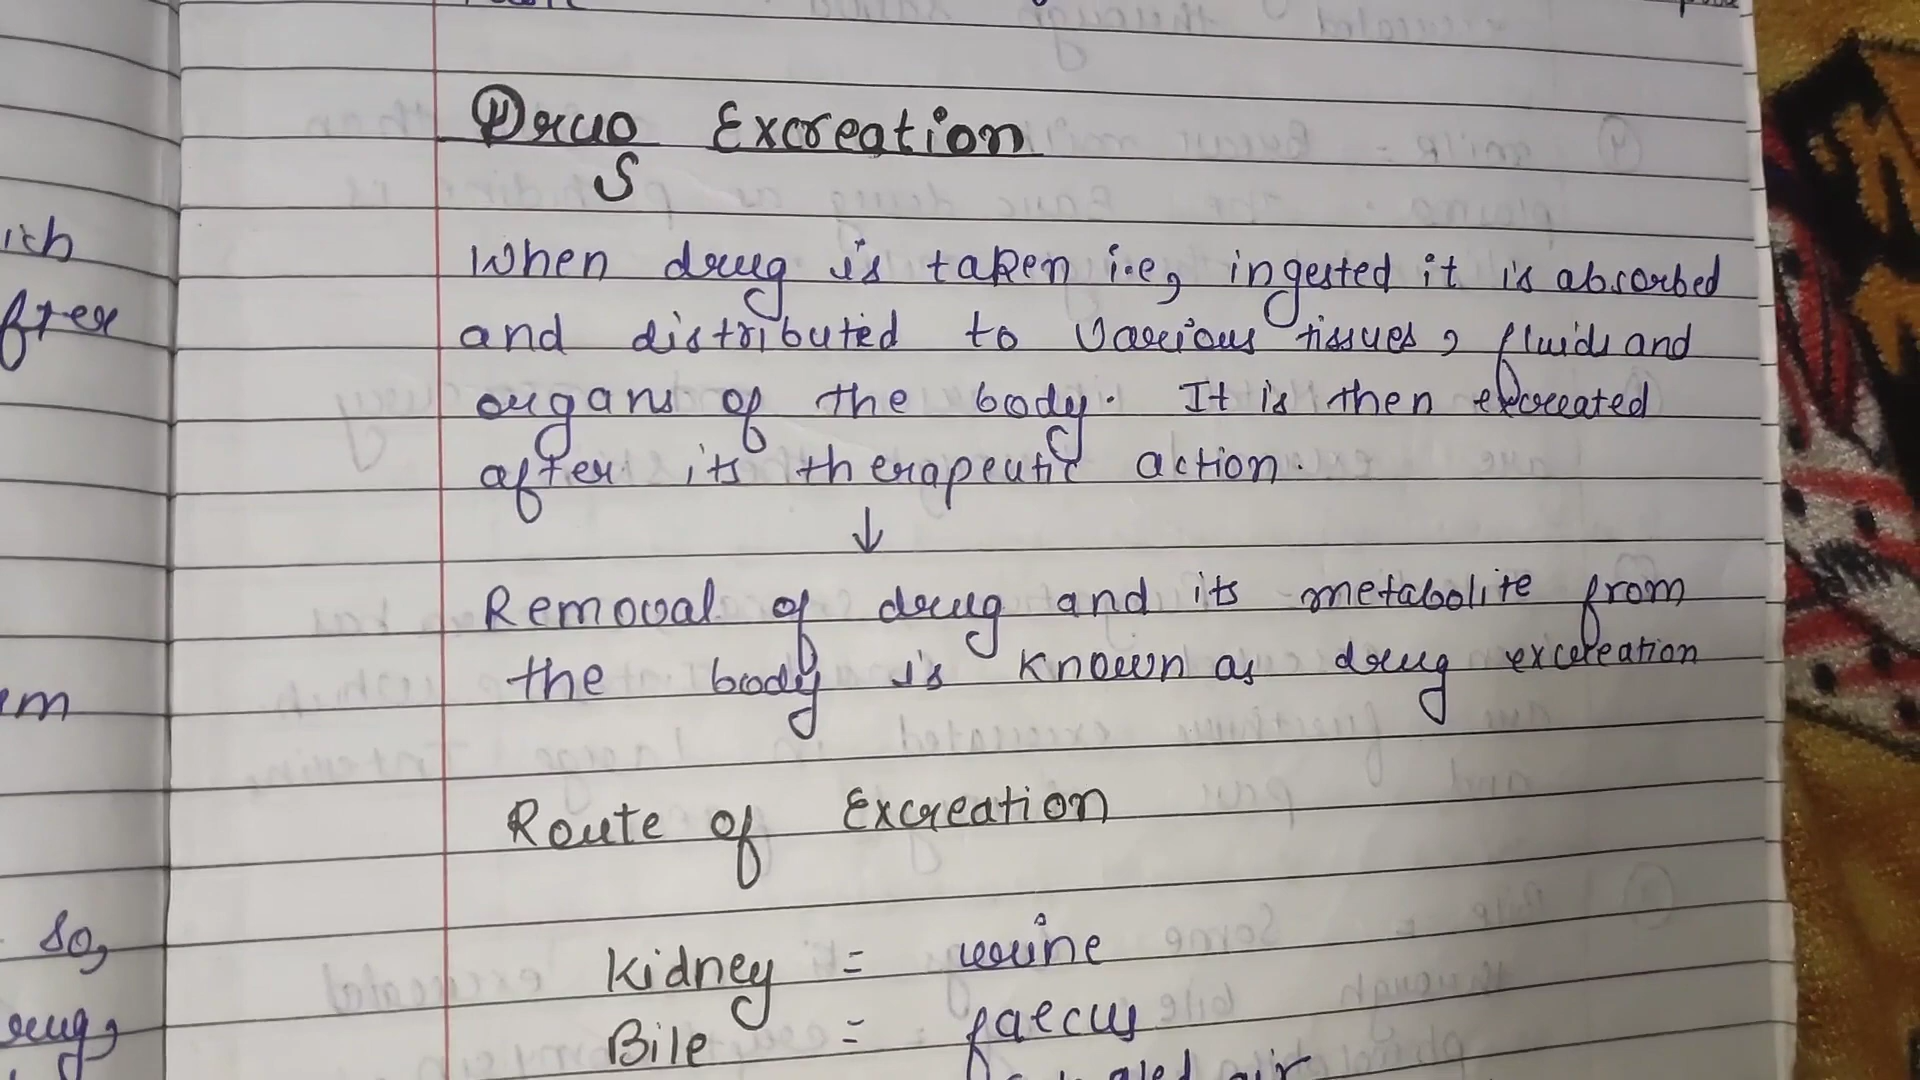 Drug Excreation
When drug is taken i.e, ingested it is absorbed
and distributed to various tissues, fluids and
organs of the body. It is then excreated
after its therapeutic action.
↓
Removal of drug and its metabolite from
the body is known as drug excreation
Route of Excreation
Kidney = urine
Bile = faecus
air
so,